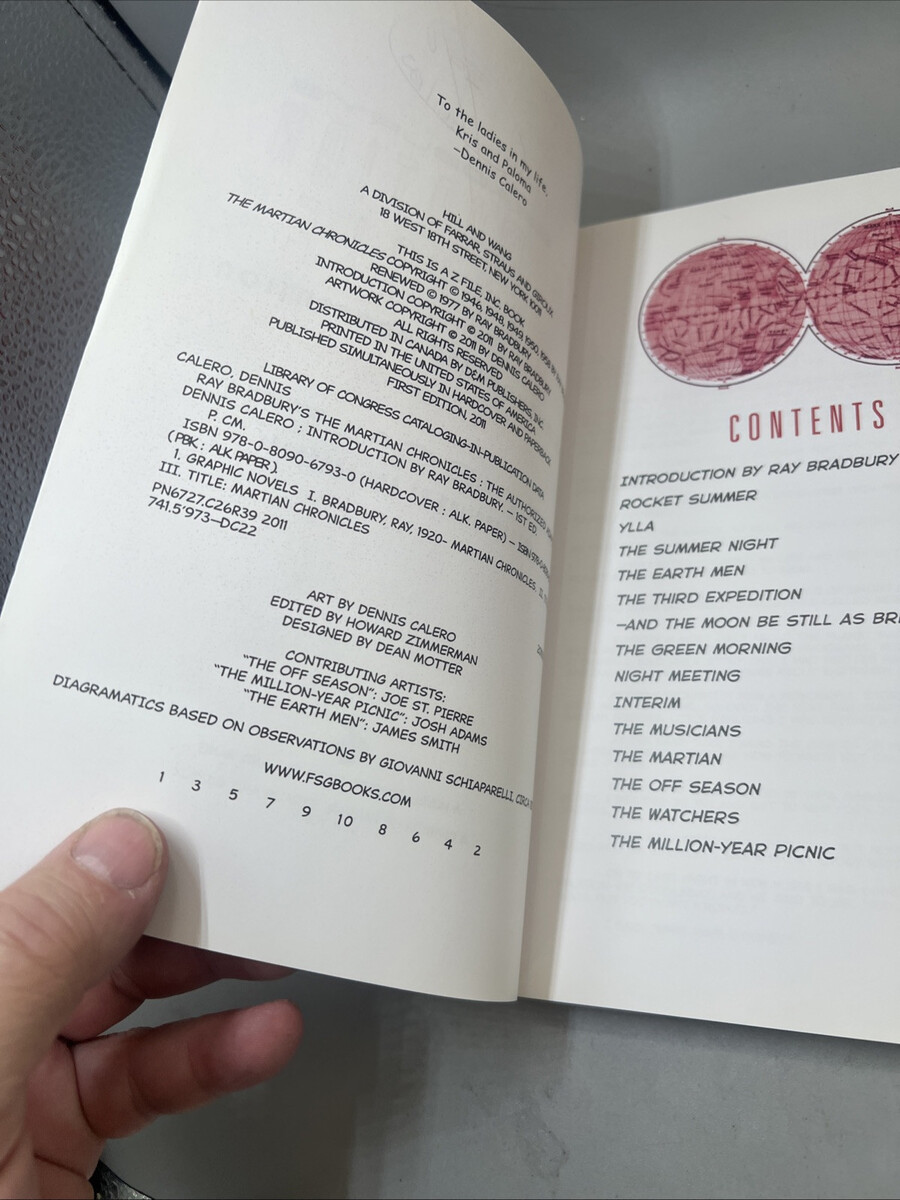 To the ladies in my life,
Kris and Paloma
–Dennis Calero
HILL AND WANG
A DIVISION OF FARRAR, STRAUS AND GIROUX
18 WEST 18TH STREET, NEW YORK 10011
THIS IS A Z FILE, INC. BOOK
THE MARTIAN CHRONICLES COPYRIGHT © 1946, 1948, 1949, 1950, 1958, BY
RENEWED © 1977 BY RAY BRADBURY
INTRODUCTION COPYRIGHT © 2011 BY RAY BRADBURY
ARTWORK COPYRIGHT © 2011 BY DENNIS CALERO
ALL RIGHTS RESERVED
DISTRIBUTED IN CANADA BY D&M PUBLISHERS, INC.
PRINTED IN THE UNITED STATES OF AMERICA
PUBLISHED SIMULTANEOUSLY IN HARDCOVER AND PAPERBACK
FIRST EDITION, 2011
LIBRARY OF CONGRESS CATALOGING-IN-PUBLICATION DATA
CALERO, DENNIS
RAY BRADBURY'S THE MARTIAN CHRONICLES : THE AUTHORIZED
DENNIS CALERO ; INTRODUCTION BY RAY BRADBURY. — 1ST ED.
P. CM.
ISBN 978-0-8090-6793-0 (HARDCOVER : ALK. PAPER) — ISBN
(PBK : ALK PAPER).
1. GRAPHIC NOVELS I. BRADBURY, RAY, 1920- MARTIAN CHRONICLES. II.
III. TITLE: MARTIAN CHRONICLES
PN6727.C26R39 2011
741.5'973—DC22
ART BY DENNIS CALERO
EDITED BY HOWARD ZIMMERMAN
DESIGNED BY DEAN MOTTER
CONTRIBUTING ARTISTS:
"THE OFF SEASON": JOE ST. PIERRE
"THE MILLION-YEAR PICNIC": JOSH ADAMS
"THE EARTH MEN": JAMES SMITH
DIAGRAMATICS BASED ON OBSERVATIONS BY GIOVANNI SCHIAPARELLI, CIRCA
WWW.FSGBOOKS.COM
1 3 5 7 9 10 8 6 4 2
CONTENTS
INTRODUCTION BY RAY BRADBURY
ROCKET SUMMER
YLLA
THE SUMMER NIGHT
THE EARTH MEN
THE THIRD EXPEDITION
—AND THE MOON BE STILL AS
THE GREEN MORNING
NIGHT MEETING
INTERIM
THE MUSICIANS
THE MARTIAN
THE OFF SEASON
THE WATCHERS
THE MILLION-YEAR PICNIC